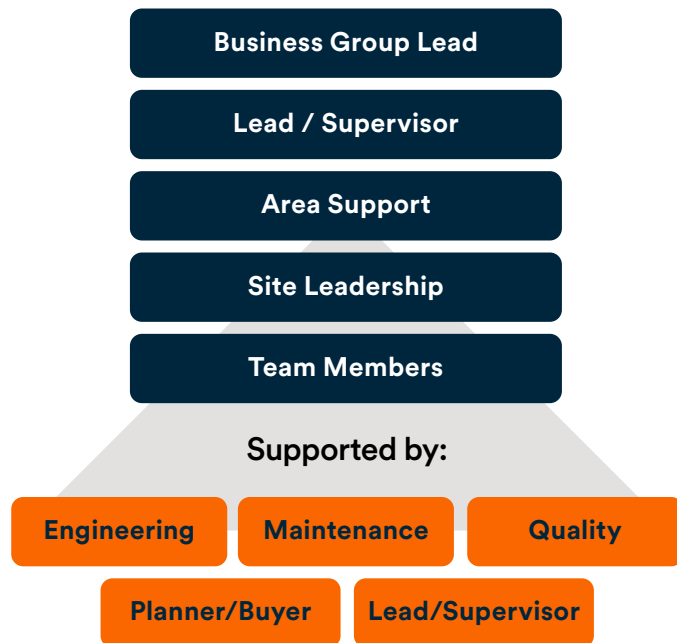 Business Group Lead
Lead / Supervisor
Area Support
Site Leadership
Team Members
Supported by:
Engineering Maintenance Quality
Planner/Buyer Lead/Supervisor